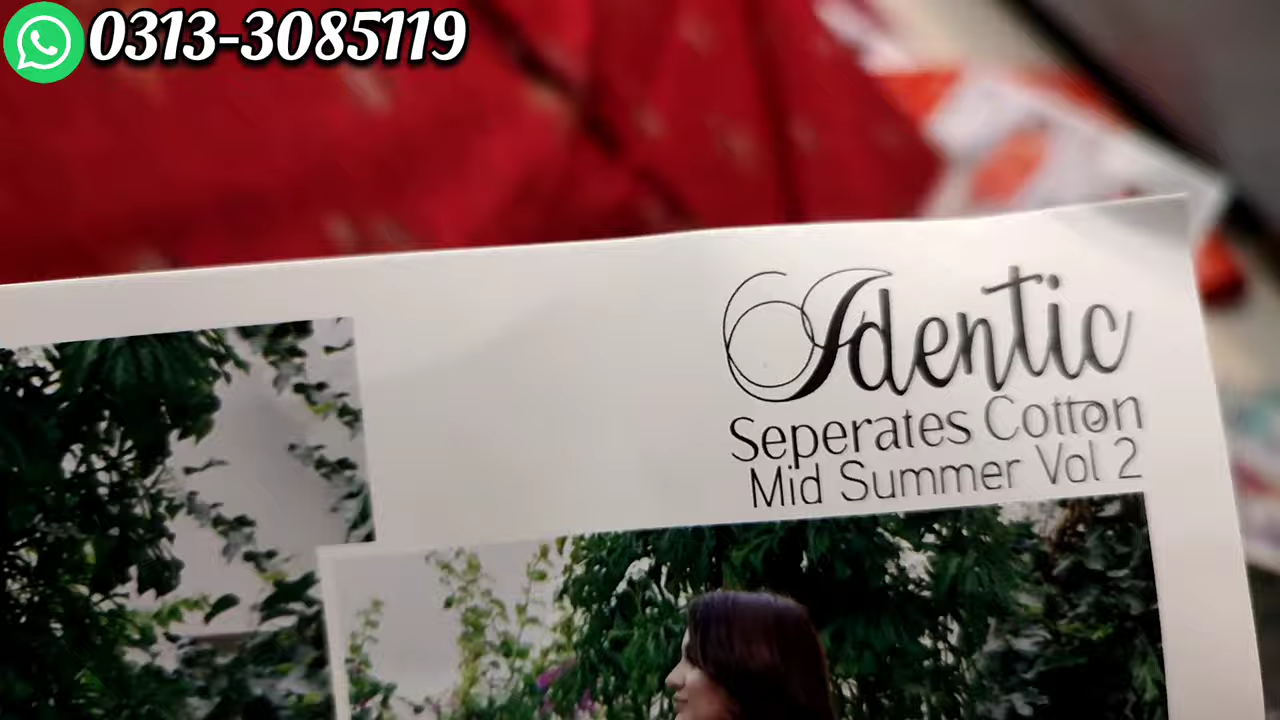 0313-3085119
Identic
Seperates Cotton
Mid Summer Vol 2